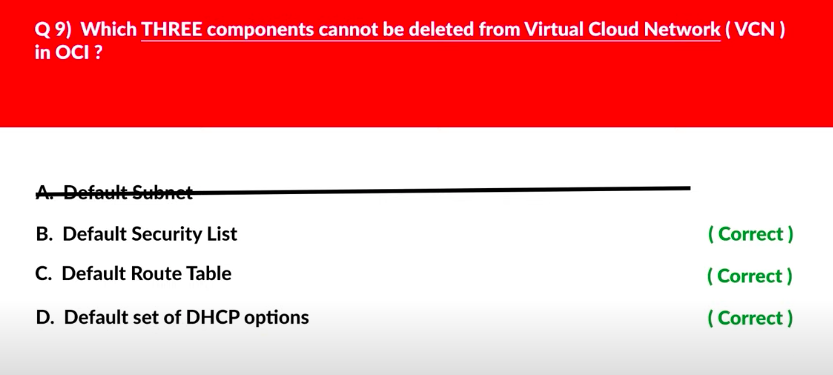 Q 9) Which THREE components cannot be deleted from Virtual Cloud Network ( VCN )
in OCI ?
A. Default Subnet
B. Default Security List ( Correct )
C. Default Route Table ( Correct )
D. Default set of DHCP options ( Correct )